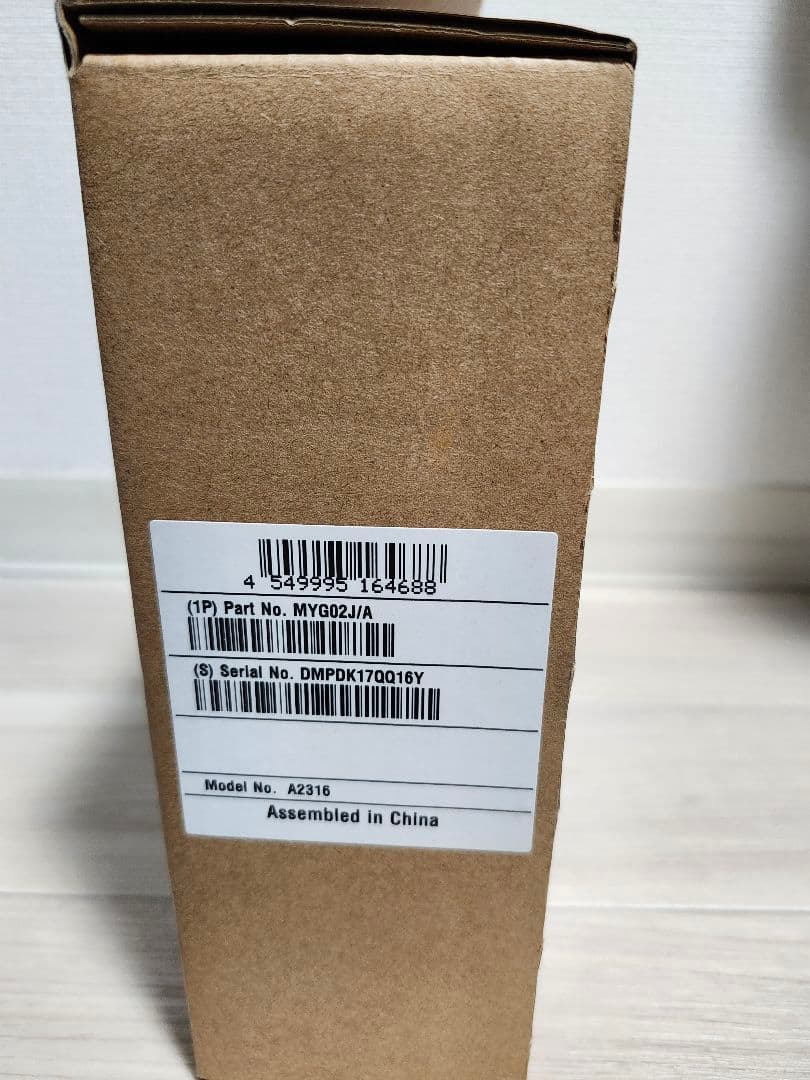 4 549995 164688
(1P) Part No. MYG02J/A
(S) Serial No. DMPDK17QQ16Y
Model No. A2316
Assembled in China